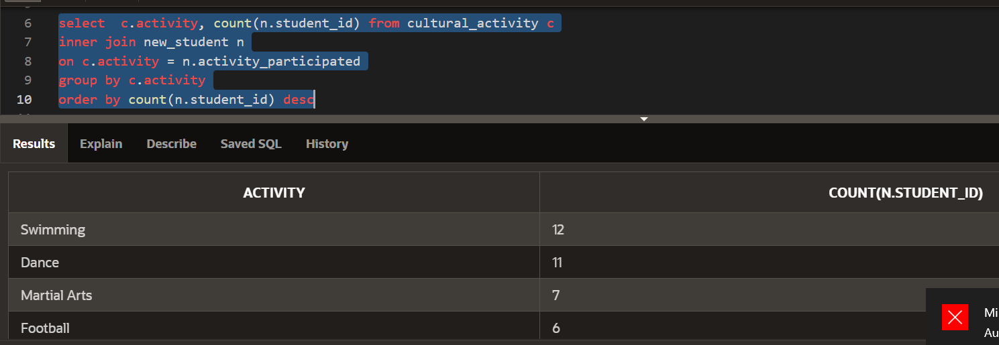 6 select  c.activity, count(n.student_id) from cultural_activity c
7 inner join new_student n
8 on c.activity = n.activity_participated
9 group by c.activity
10 order by count(n.student_id) desc
Results Explain Describe Saved SQL History
ACTIVITY COUNT(N.STUDENT_ID)
Swimming 12
Dance 11
Martial Arts 7
Football 6
Mi
Au